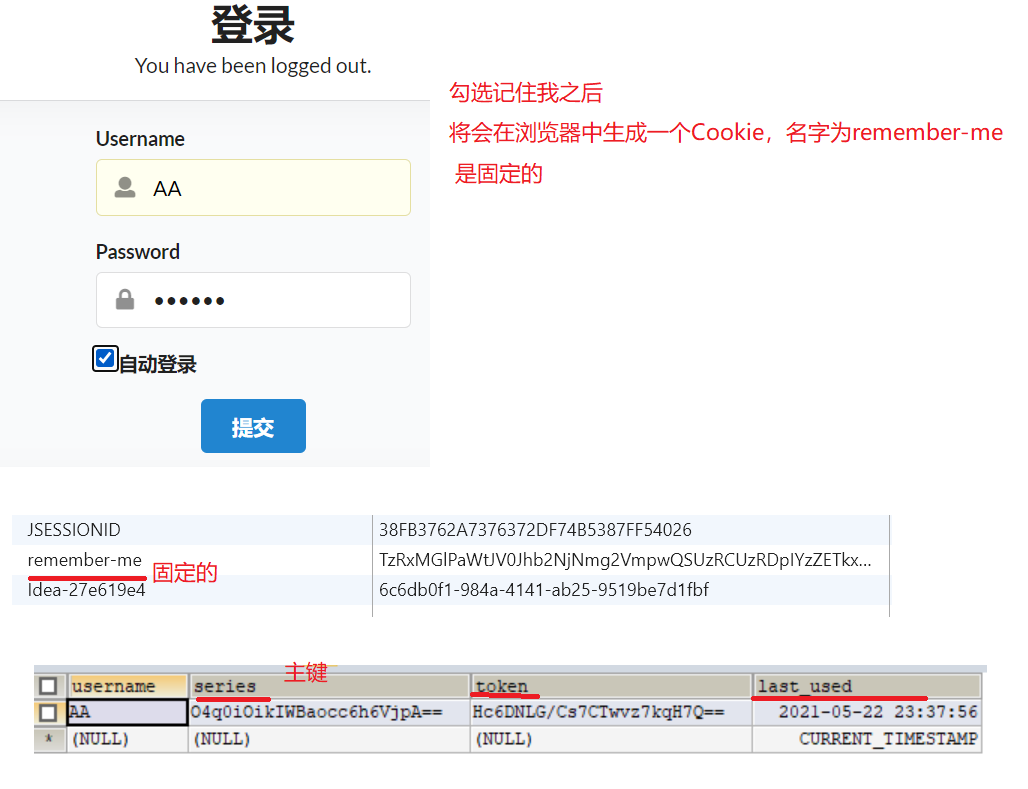 登录
You have been logged out.
勾选记住我之后
将会在浏览器中生成一个Cookie，名字为remember-me
是固定的
Username
AA
Password
自动登录
提交
JSESSIONID 38FB3762A7376372DF74B5387FF54026
remember-me 固定的 TzRxMGlPaWtJV0Jhb2NjNmg2VmpwQSUzRCUzRDpIYzZETkx...
Idea-27e619e4 6c6db0f1-984a-4141-ab25-9519be7d1fbf
主键
username series token last_used
AA O4q0iOikIWBaocc6h6VjpA== Hc6DNLG/Cs7CTwvz7kqH7Q== 2021-05-22 23:37:56
* (NULL) (NULL) (NULL) CURRENT_TIMESTAMP